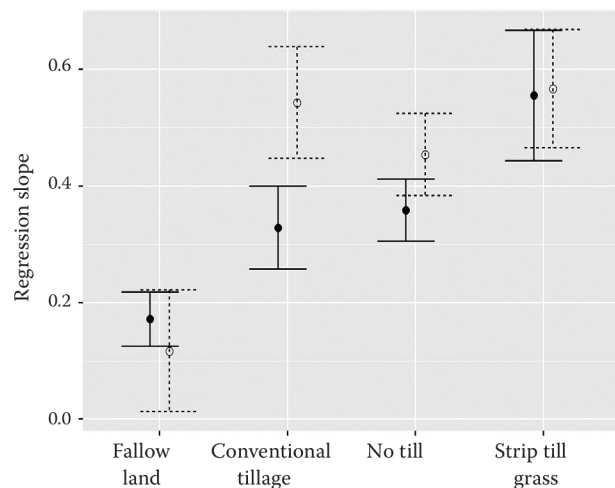 Regression slope
0.6
0.4
0.2
0.0
Fallow land
Conventional tillage
No till
Strip till grass